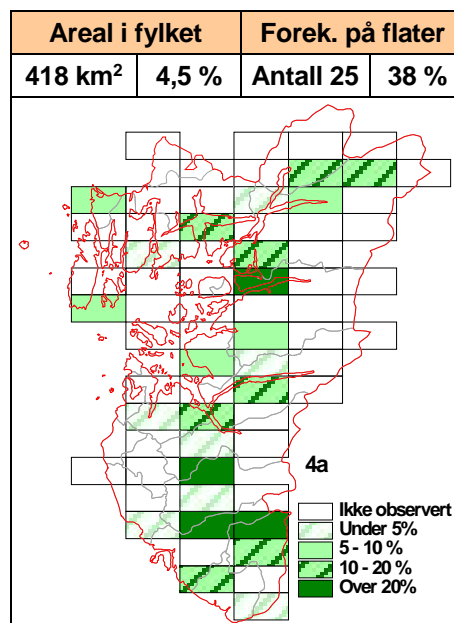 Areal i fylket Forek. på flater
418 km² 4,5 % Antall 25 38 %
4a
Ikke observert
Under 5%
5 - 10 %
10 - 20 %
Over 20%